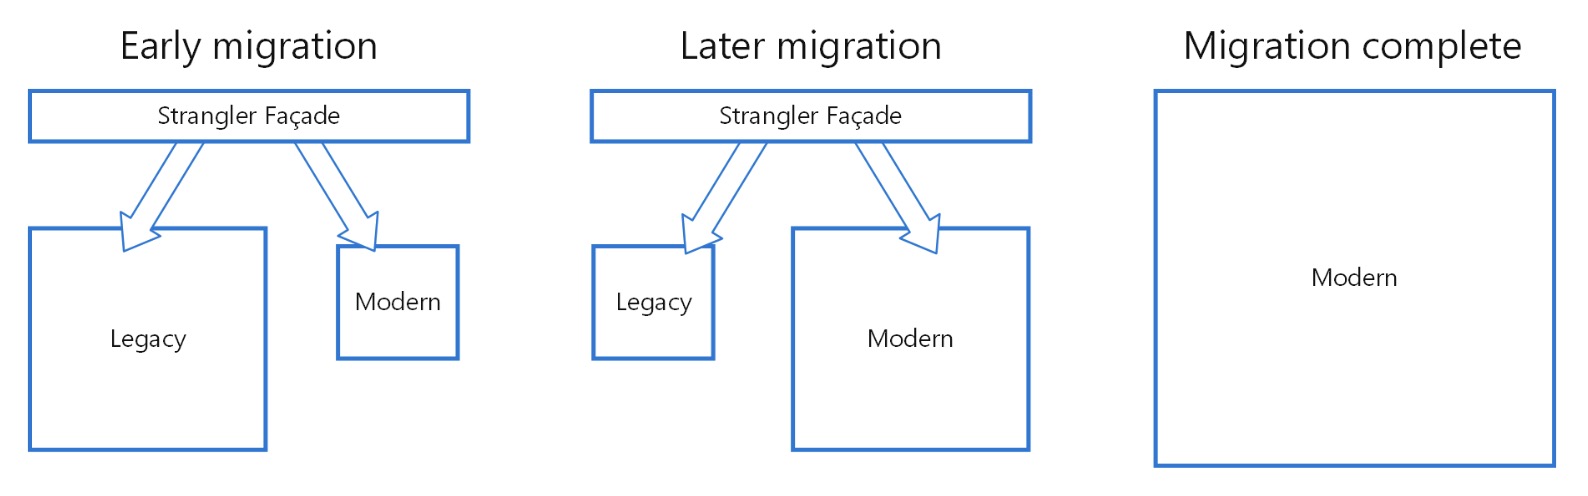 Early migration
Strangler Façade
Legacy
Modern
Later migration
Strangler Façade
Legacy
Modern
Migration complete
Modern